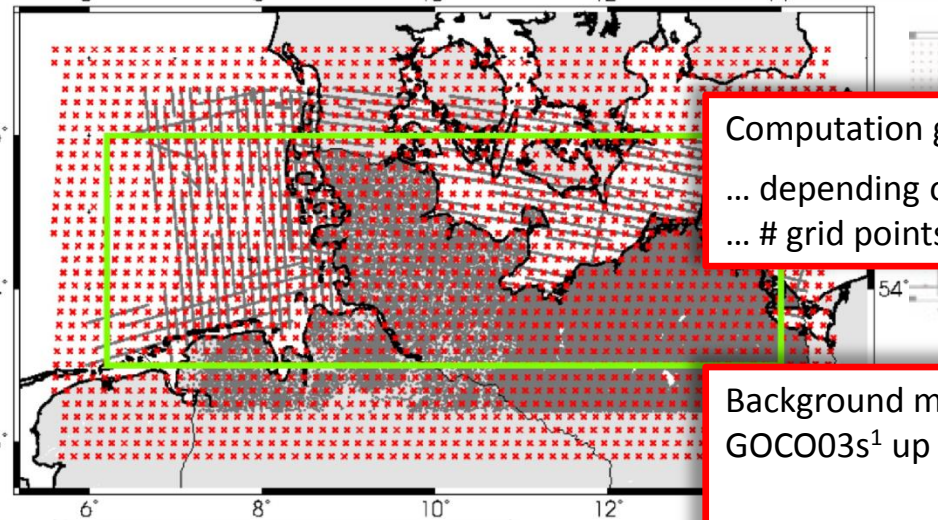 Computation g
... depending
... # grid points
54°
Background m
GOCO03s¹ up
6°
8°
10°
12°